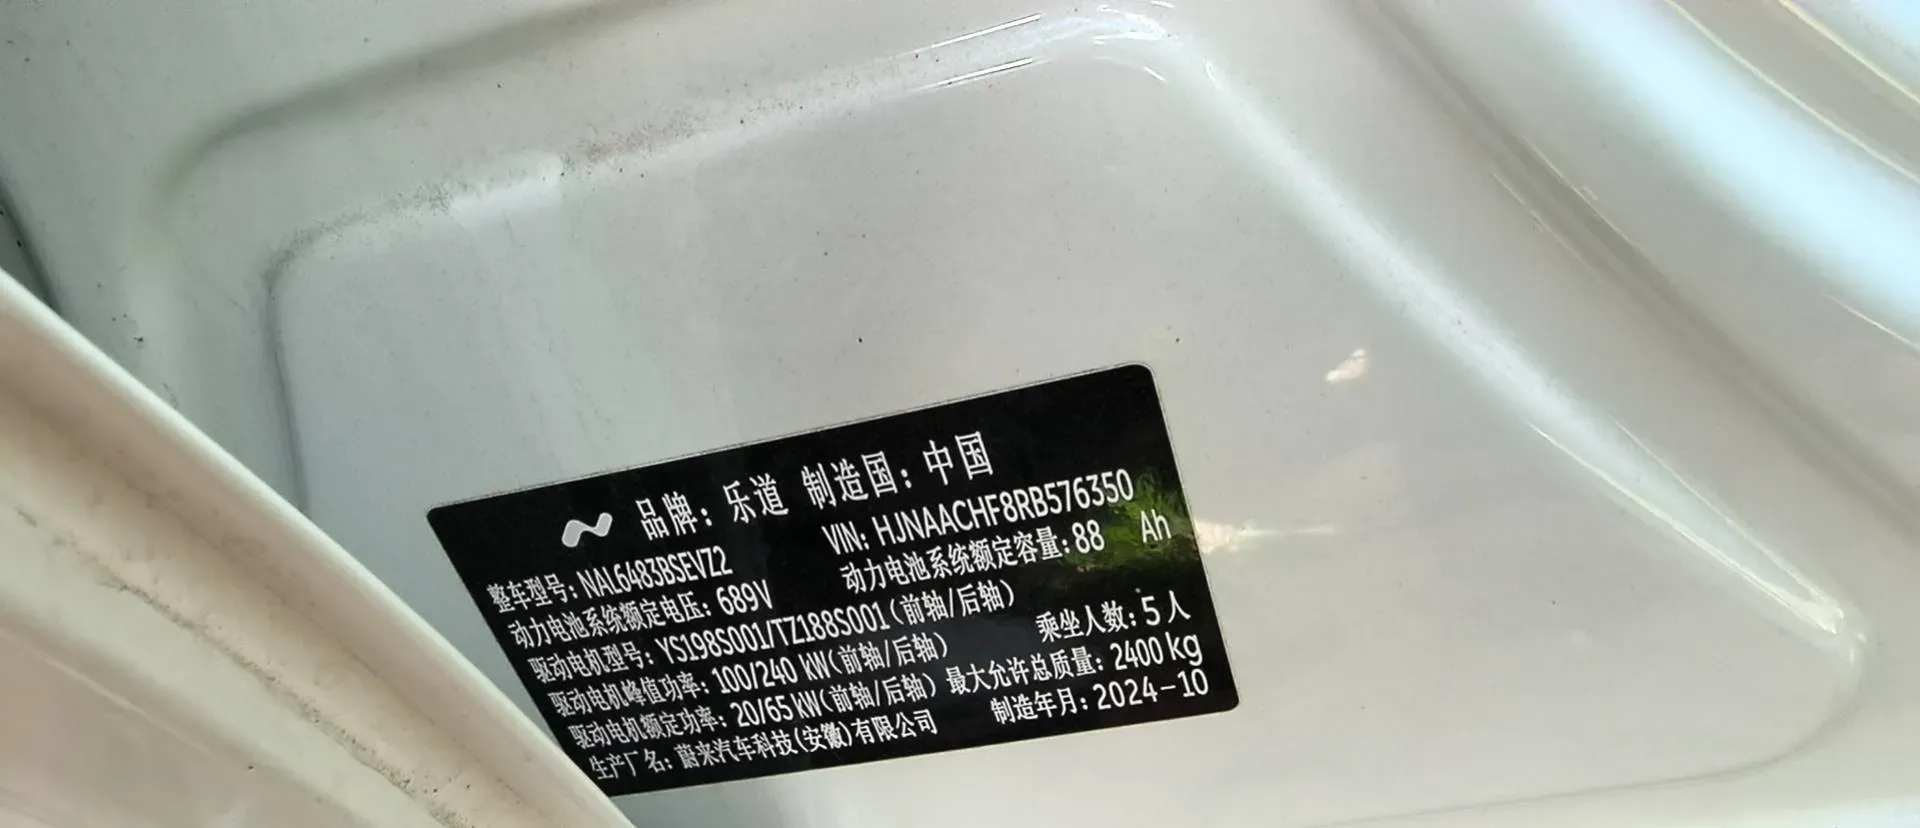 品牌：乐道 制造国：中国
整车型号：NAL6483BSEVZ2 VIN: HJNAACHF8RB576350
动力电池系统额定电压：689V 动力电池系统额定容量：88 Ah
驱动电机型号：YS198S001/TZ188S001（前轴/后轴）
驱动电机峰值功率：100/240 kW（前轴/后轴） 乘坐人数：5人
驱动电机额定功率：20/65 kW（前轴/后轴） 最大允许总质量：2400 kg
生产厂名：蔚来汽车科技(安徽)有限公司 制造年月：2024-10